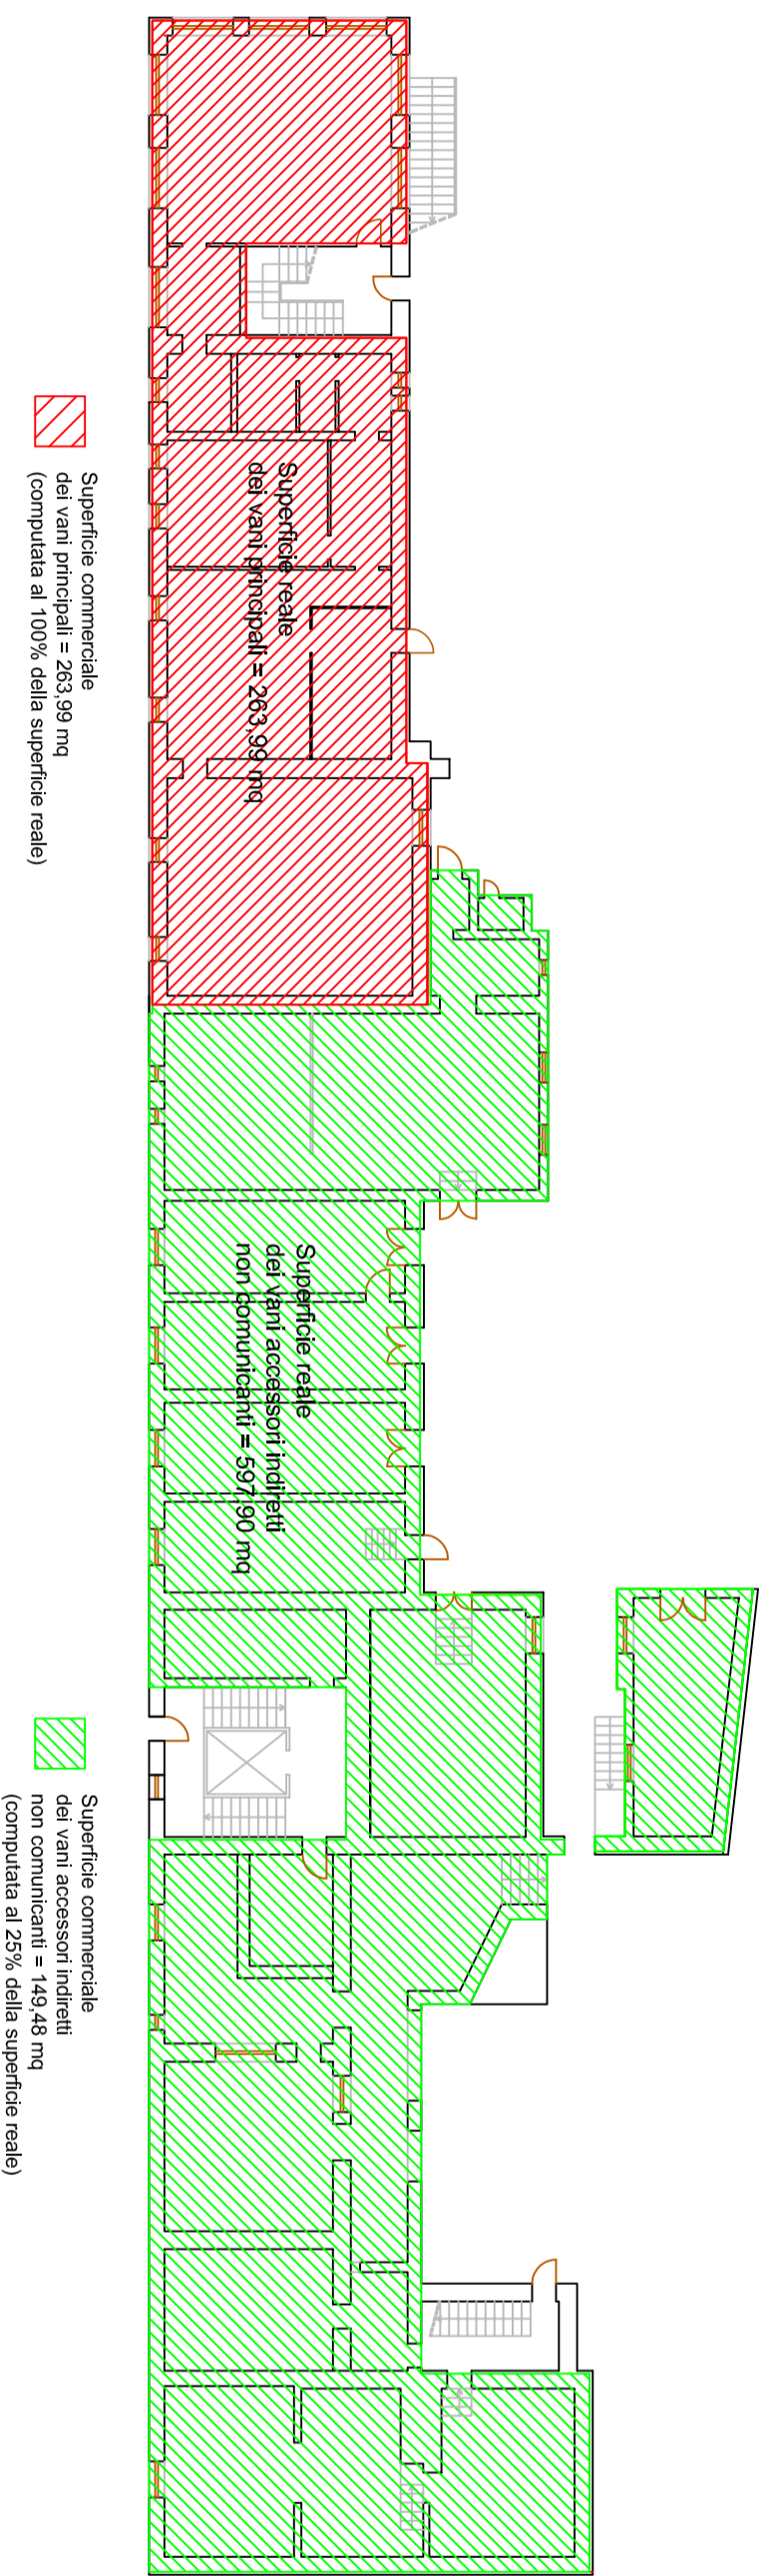 Superficie reale
dei vani principali = 263,99 mq
Superficie reale
dei vani accessori indiretti
non comunicanti = 597,90 mq
Superficie commerciale
dei vani principali = 263,99 mq
(computata al 100% della superficie reale)
Superficie commerciale
dei vani accessori indiretti
non comunicanti = 149,48 mq
(computata al 25% della superficie reale)